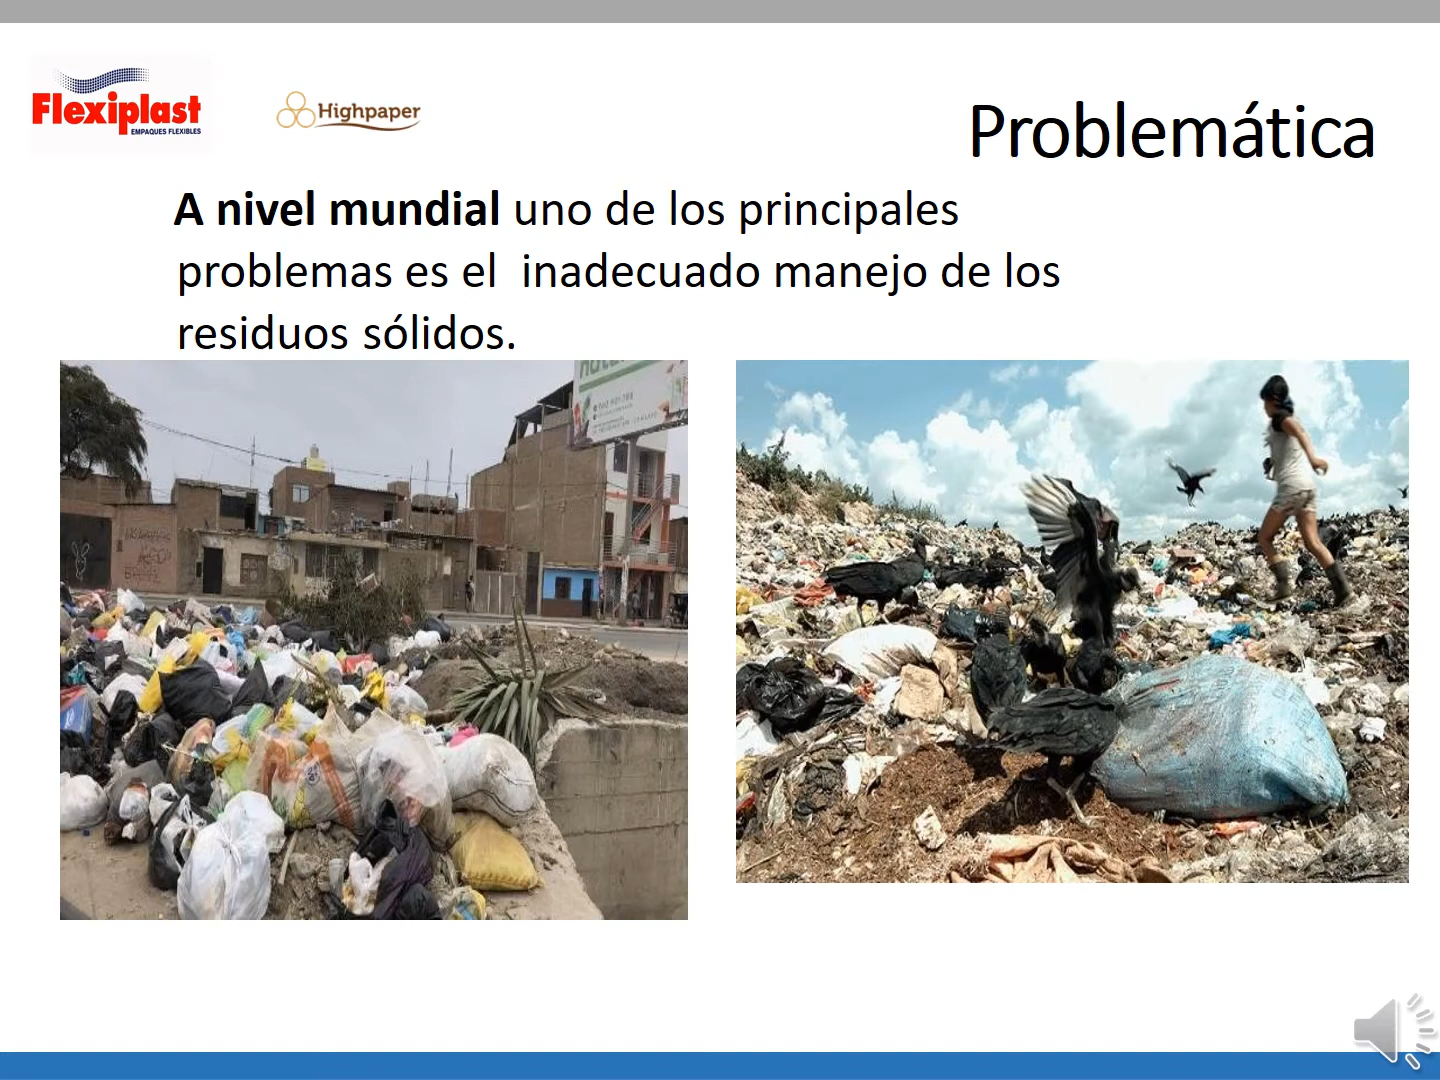 Flexiplast
EMPAQUES FLEXIBLES
Highpaper
Problemática
A nivel mundial uno de los principales
problemas es el  inadecuado manejo de los
residuos sólidos.